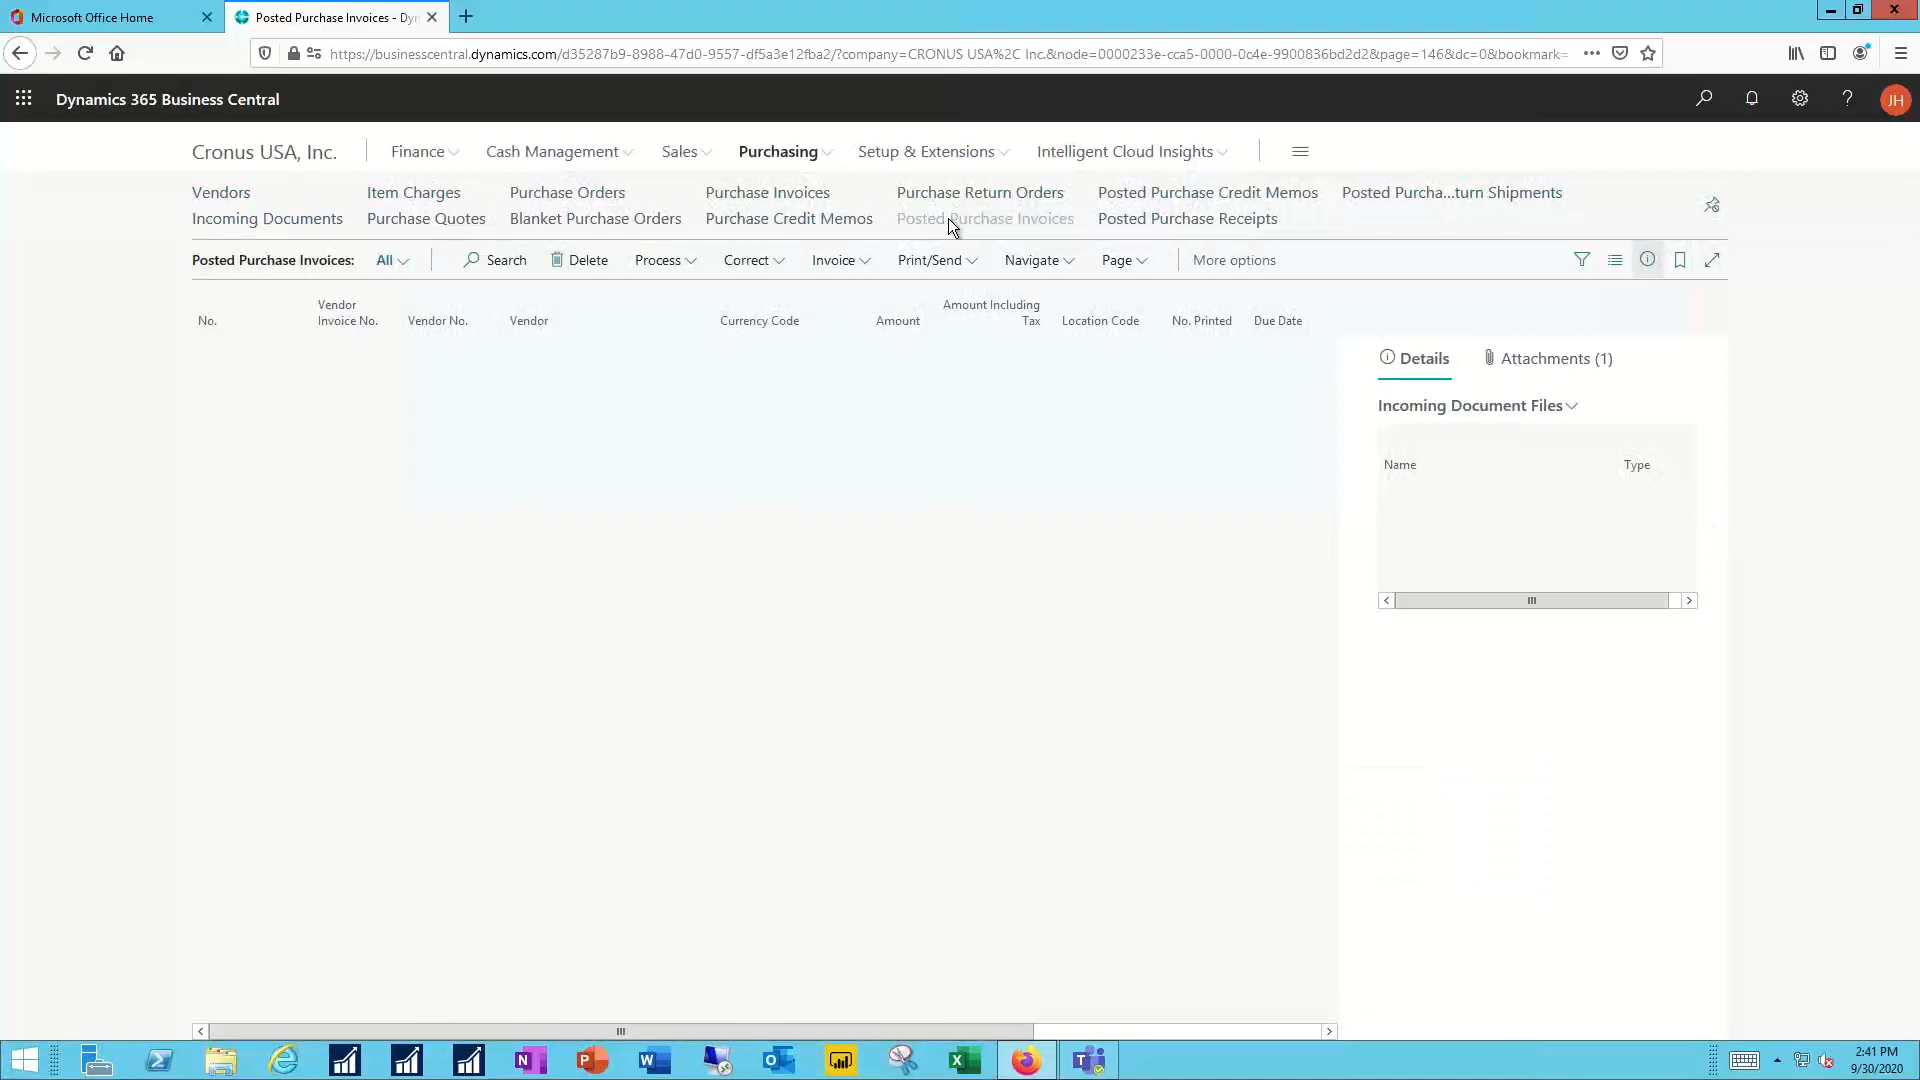 Microsoft Office Home
Posted Purchase Invoices - Dyn
https://businesscentral.dynamics.com/d35287b9-8988-47d0-9557-df5a3e12fba2/?company=CRONUS USA%2C Inc.&node=0000233e-cca5-0000-0c4e-9900836bd2d2&page=146&dc=0&bookmark=
Dynamics 365 Business Central
JH
Cronus USA, Inc.
Finance
Cash Management
Sales
Purchasing
Setup & Extensions
Intelligent Cloud Insights
Vendors
Item Charges
Purchase Orders
Purchase Invoices
Purchase Return Orders
Posted Purchase Credit Memos
Posted Purcha...turn Shipments
Incoming Documents
Purchase Quotes
Blanket Purchase Orders
Purchase Credit Memos
Posted Purchase Invoices
Posted Purchase Receipts
Posted Purchase Invoices:
All
Search
Delete
Process
Correct
Invoice
Print/Send
Navigate
Page
More options
No.
Vendor
Invoice No.
Vendor No.
Vendor
Currency Code
Amount
Amount Including
Tax
Location Code
No. Printed
Due Date
Details
Attachments (1)
Incoming Document Files
Name
Type
2:41 PM
9/30/2020